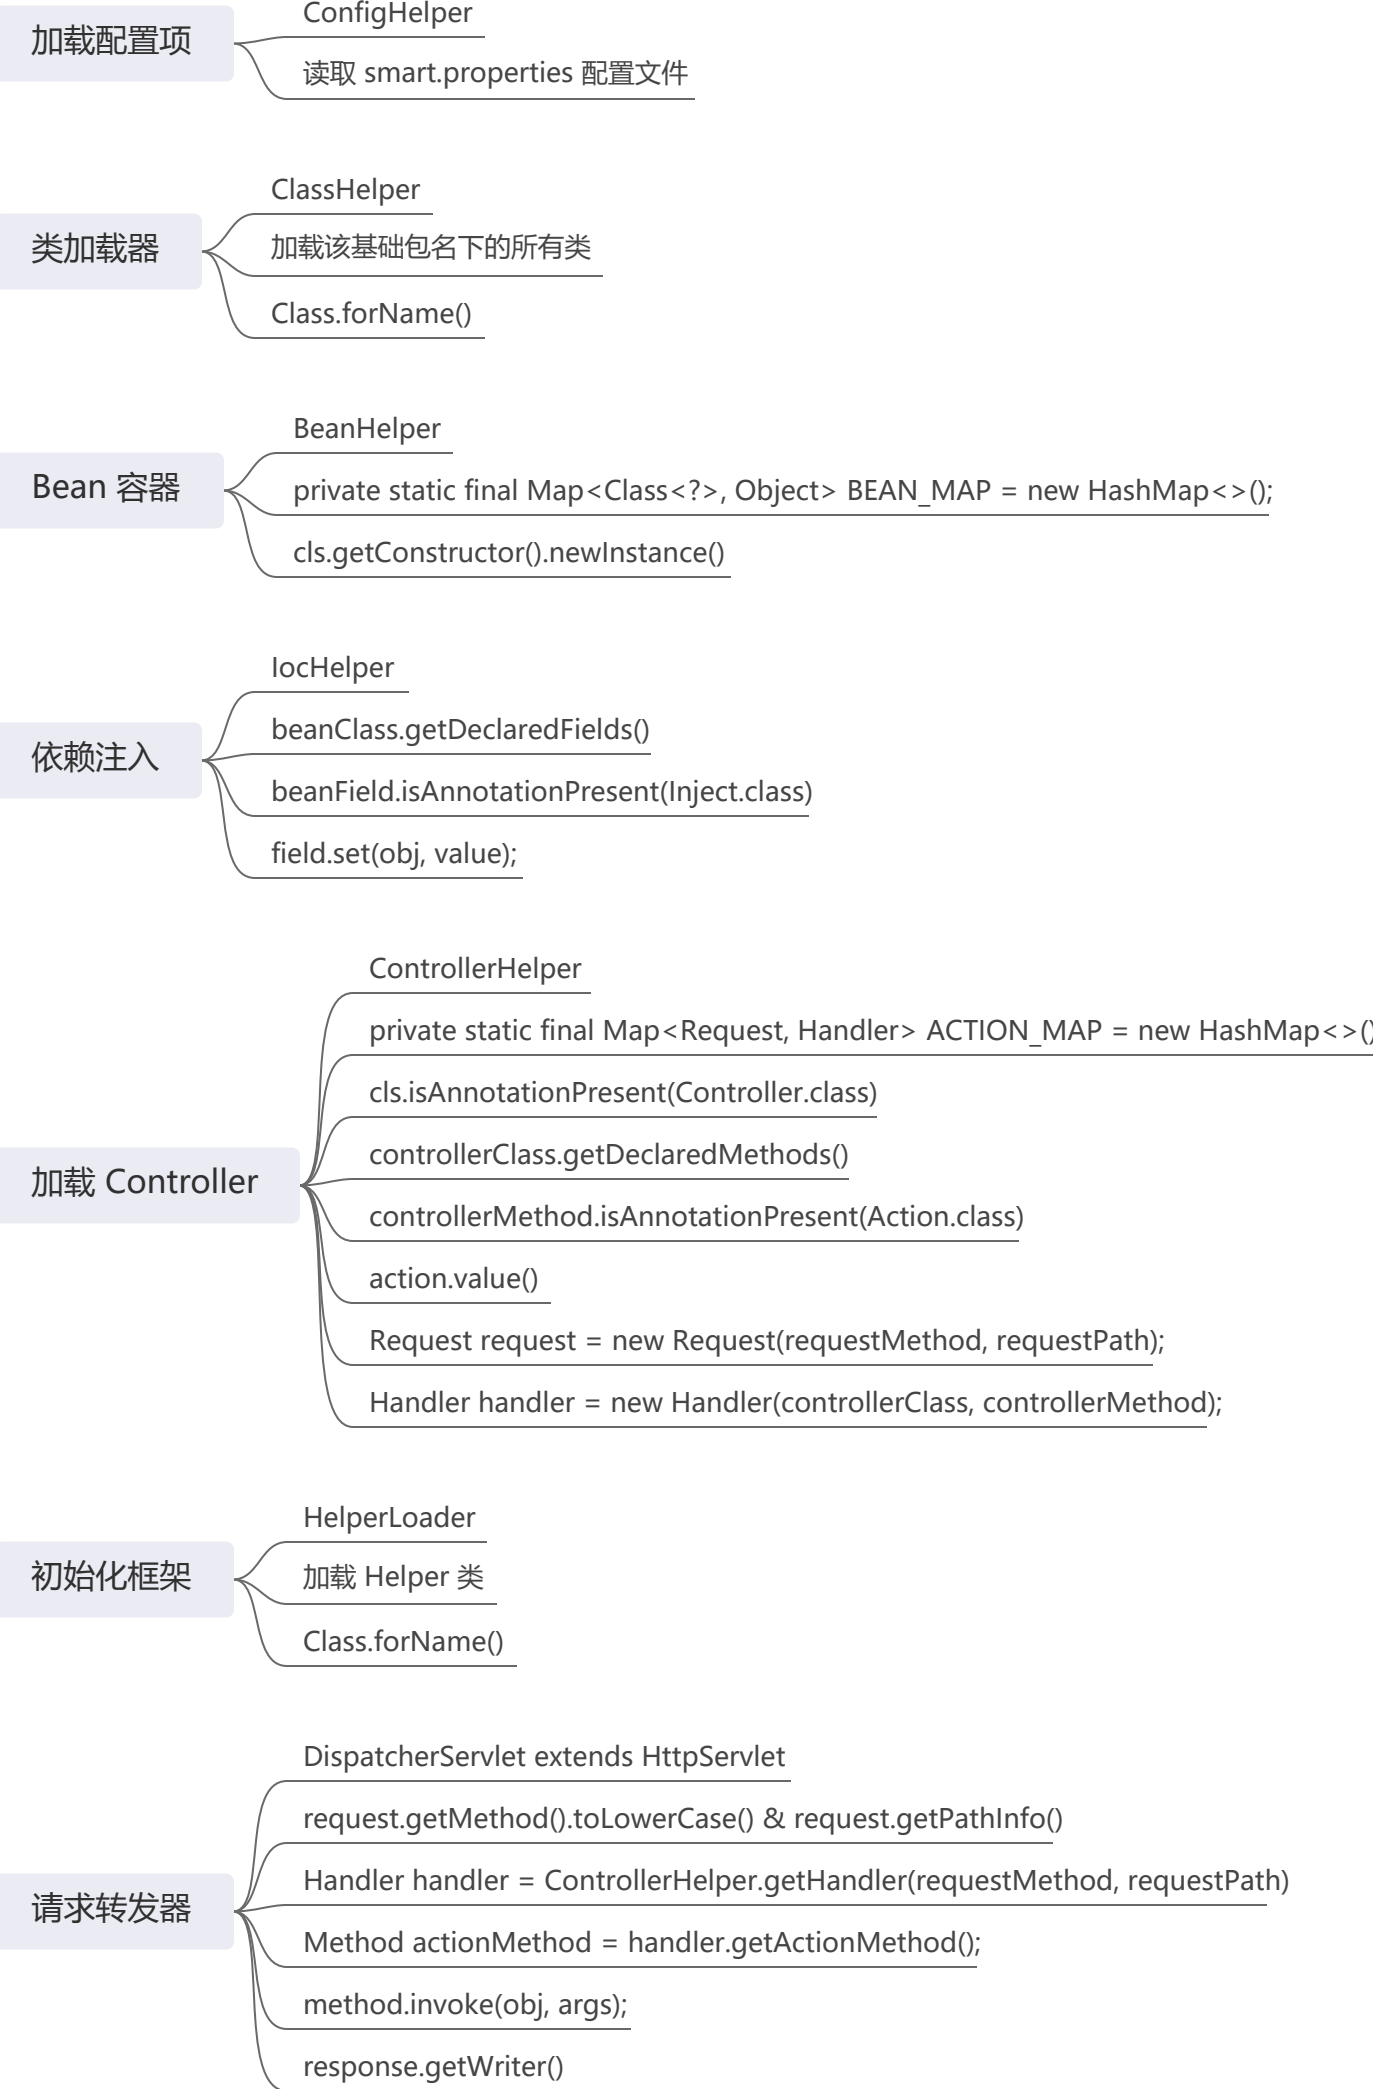 加载配置项
ConfigHelper
读取 smart.properties 配置文件
类加载器
ClassHelper
加载该基础包名下的所有类
Class.forName()
Bean 容器
BeanHelper
private static final Map<Class<?>, Object> BEAN_MAP = new HashMap<>();
cls.getConstructor().newInstance()
依赖注入
IocHelper
beanClass.getDeclaredFields()
beanField.isAnnotationPresent(Inject.class)
field.set(obj, value);
加载 Controller
ControllerHelper
private static final Map<Request, Handler> ACTION_MAP = new HashMap<>()
cls.isAnnotationPresent(Controller.class)
controllerClass.getDeclaredMethods()
controllerMethod.isAnnotationPresent(Action.class)
action.value()
Request request = new Request(requestMethod, requestPath);
Handler handler = new Handler(controllerClass, controllerMethod);
初始化框架
HelperLoader
加载 Helper 类
Class.forName()
请求转发器
DispatcherServlet extends HttpServlet
request.getMethod().toLowerCase() & request.getPathInfo()
Handler handler = ControllerHelper.getHandler(requestMethod, requestPath)
Method actionMethod = handler.getActionMethod();
method.invoke(obj, args);
response.getWriter()